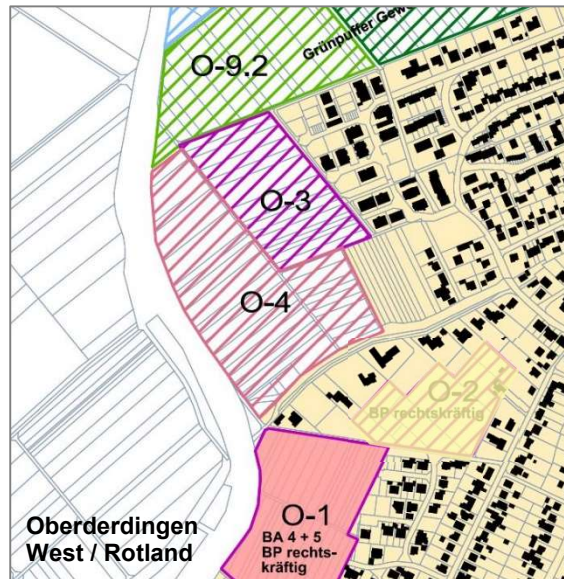 Grünpuffer Gew
O-9.2
O-3
O-4
O-2
BP rechtskräftig
O-1
BA 4 + 5
BP rechts-
kräftig
Oberderdingen
West / Rotland